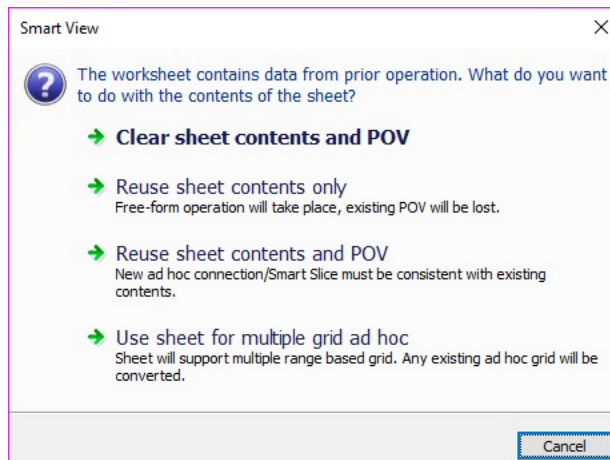 Smart View
The worksheet contains data from prior operation. What do you want
to do with the contents of the sheet?
Clear sheet contents and POV
Reuse sheet contents only
Free-form operation will take place, existing POV will be lost.
Reuse sheet contents and POV
New ad hoc connection/Smart Slice must be consistent with existing
contents.
Use sheet for multiple grid ad hoc
Sheet will support multiple range based grid. Any existing ad hoc grid will be
converted.
Cancel